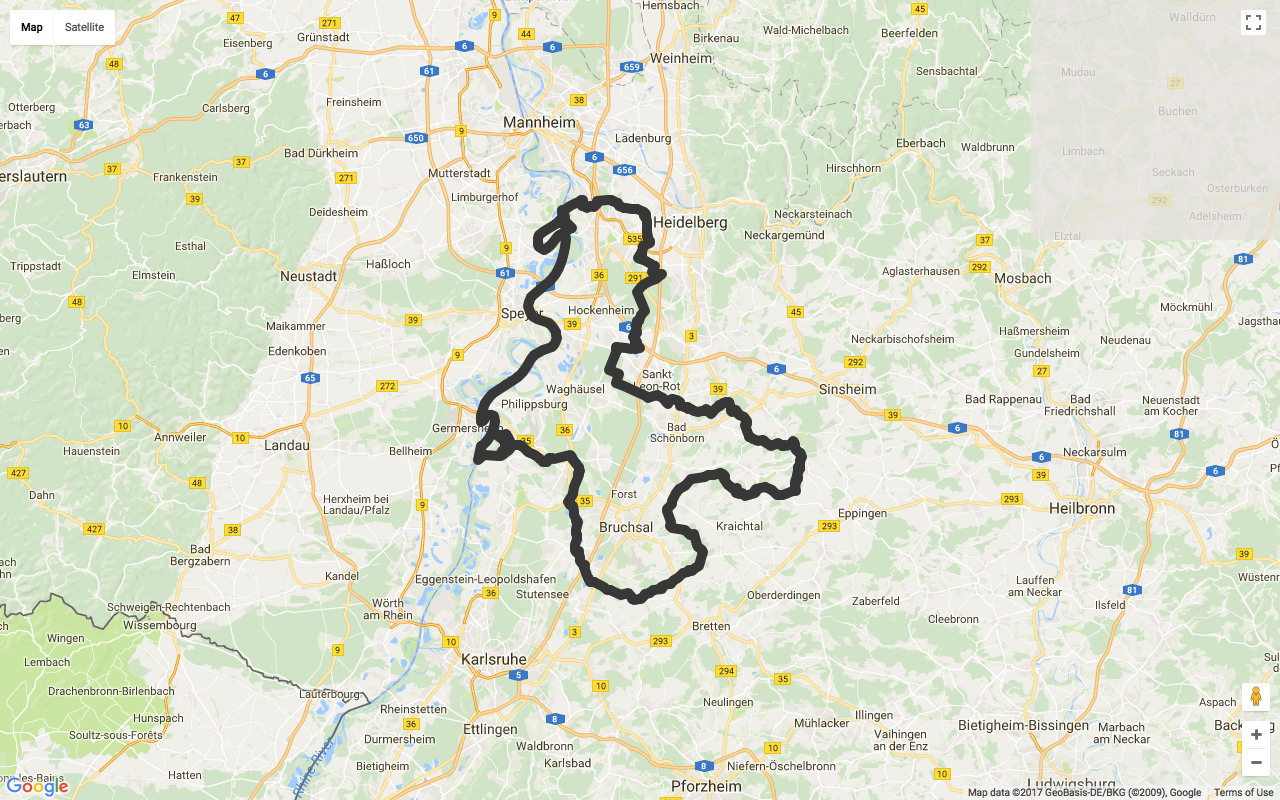 Map
Satellite
47
271
Grünstadt
Eisenberg
48
6
Otterberg
erbach
63
Carlsberg
Freinsheim
61
6
9
44
6
Hemsbach
Birkenau
Wald-Michelbach
45
Beerfelden
Walldürn
659
Weinheim
Sensbachtal
Mudau
27
Buchen
38
Mannheim
Ladenburg
650
9
Bad Dürkheim
6
656
Eberbach
Waldbrunn
Limbach
Hirschhorn
Seckach
292
Osterburken
Adelsheim
37
37
erslautern
Frankenstein
39
271
Mutterstadt
Limburgerhof
Deidesheim
Heidelberg
Neckarsteinach
Neckargemünd
535
37
292
Elztal
81
Esthal
Trippstadt
Elmstein
48
Neustadt
Haßloch
9
61
36
291
Aglasterhausen
Mosbach
Möckmühl
Speyer
Hockenheim
39
39
6
3
45
Jagsthau
berg
Maikammer
Edenkoben
9
Neckarbischofsheim
292
Haßmersheim
Gundelsheim
27
Neudenau
65
272
Sankt
Leon-Rot
39
6
Sinsheim
Waghäusel
Philippsburg
Bad Rappenau
Bad
Friedrichshall
Neuenstadt
am Kocher
39
10
Annweiler
10
Landau
Germersheim
Bellheim
35
36
Bad
Schönborn
6
81
6
Neckarsulm
Hauenstein
427
48
Dahn
Herxheim bei
Landau/Pfalz
9
Forst
35
Bruchsal
Kraichtal
Eppingen
293
293
39
Heilbronn
427
38
Bad
Bergzabern
Kandel
Eggenstein-Leopoldshafen
36
Stutensee
Oberderdingen
Zaberfeld
Cleebronn
Lauffen
am Neckar
81
Ilsfeld
39
Wüstenr
Schweigen-Rechtenbach
Wissembourg
Wingen
Lembach
Wörth
am Rhein
9
10
3
293
Bretten
Karlsruhe
5
294
35
10
Drachenbronn-Birlenbach
Lauterbourg
Rheinstetten
36
Hunspach
Soultz-sous-Forêts
Durmersheim
Ettlingen
8
Neulingen
Illingen
Mühlacker
Vaihingen
an der Enz
Bietigheim-Bissingen
Marbach
am Neckar
Aspach
Back
Hatten
Bietigheim
Waldbronn
Karlsbad
10
8
Niefern-Öschelbronn
10
Pforzheim
Ludwigsburg
Rhine River
Google
Map data ©2017 GeoBasis-DE/BKG (©2009), Google
Terms of Use